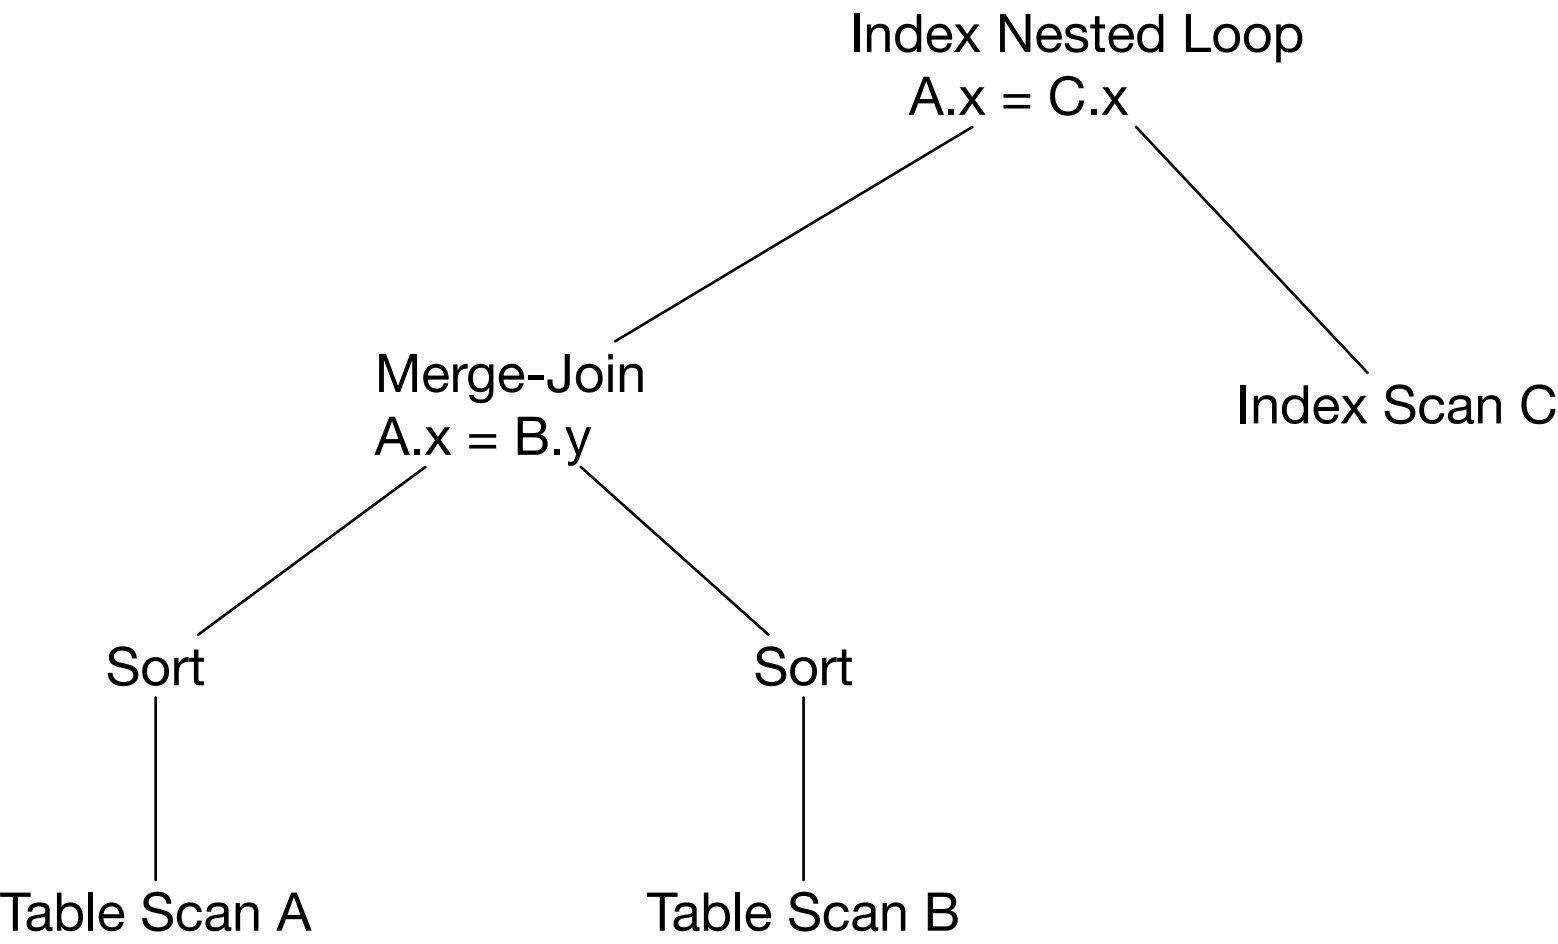 Index Nested Loop
A.x = C.x
Merge-Join
A.x = B.y
Index Scan C
Sort
Sort
Table Scan A
Table Scan B